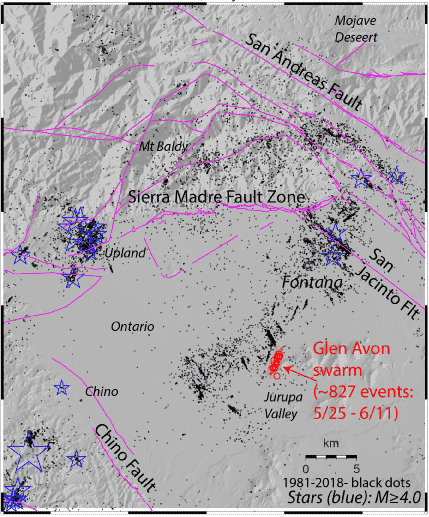 Mojave
Deseert
San Andreas Fault
Mt Baldy
Sierra Madre Fault Zone
Upland
San
Jacinto Flt
Fontana
Ontario
Glen Avon
swarm
(~827 events:
5/25 - 6/11)
Chino
Jurupa
Valley
Chino Fault
km
0 5
1981-2018- black dots
Stars (blue): M≥4.0